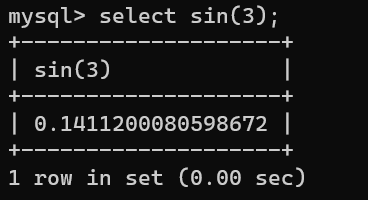 mysql> select sin(3);
+--------------------+
| sin(3)             |
+--------------------+
| 0.1411200080598672 |
+--------------------+
1 row in set (0.00 sec)